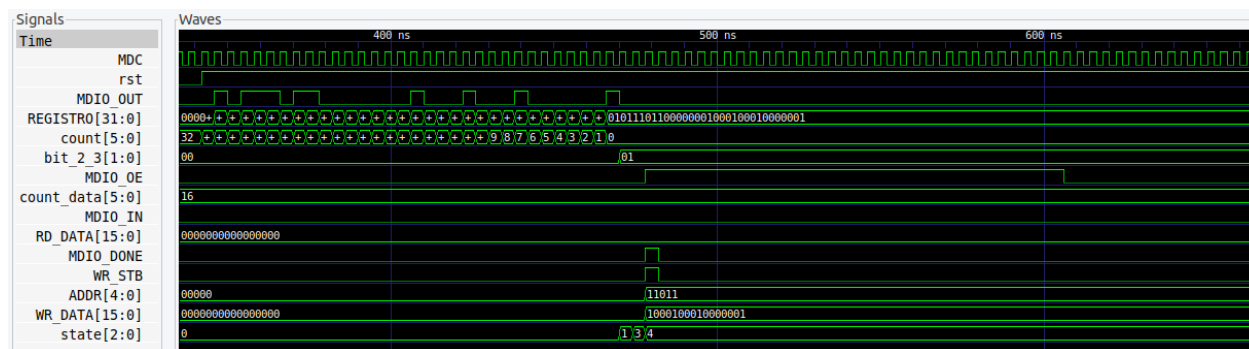 Signals
Waves
Time
400 ns 500 ns 600 ns
MDC
rst
MDIO_OUT
REGISTRO[31:0] 0000+ + + + + + + + + + + + + + + + + + + + + + + + + + + + + + + 01011101100000001000100010000001
count[5:0] 32 + + + + + + + + + + + + + + + + + + + + + + 9 8 7 6 5 4 3 2 1 0
bit_2_3[1:0] 00 01
MDIO_OE
count_data[5:0] 16
MDIO_IN
RD_DATA[15:0] 0000000000000000
MDIO_DONE
WR_STB
ADDR[4:0] 00000 11011
WR_DATA[15:0] 0000000000000000 1000100010000001
state[2:0] 0 1 3 4